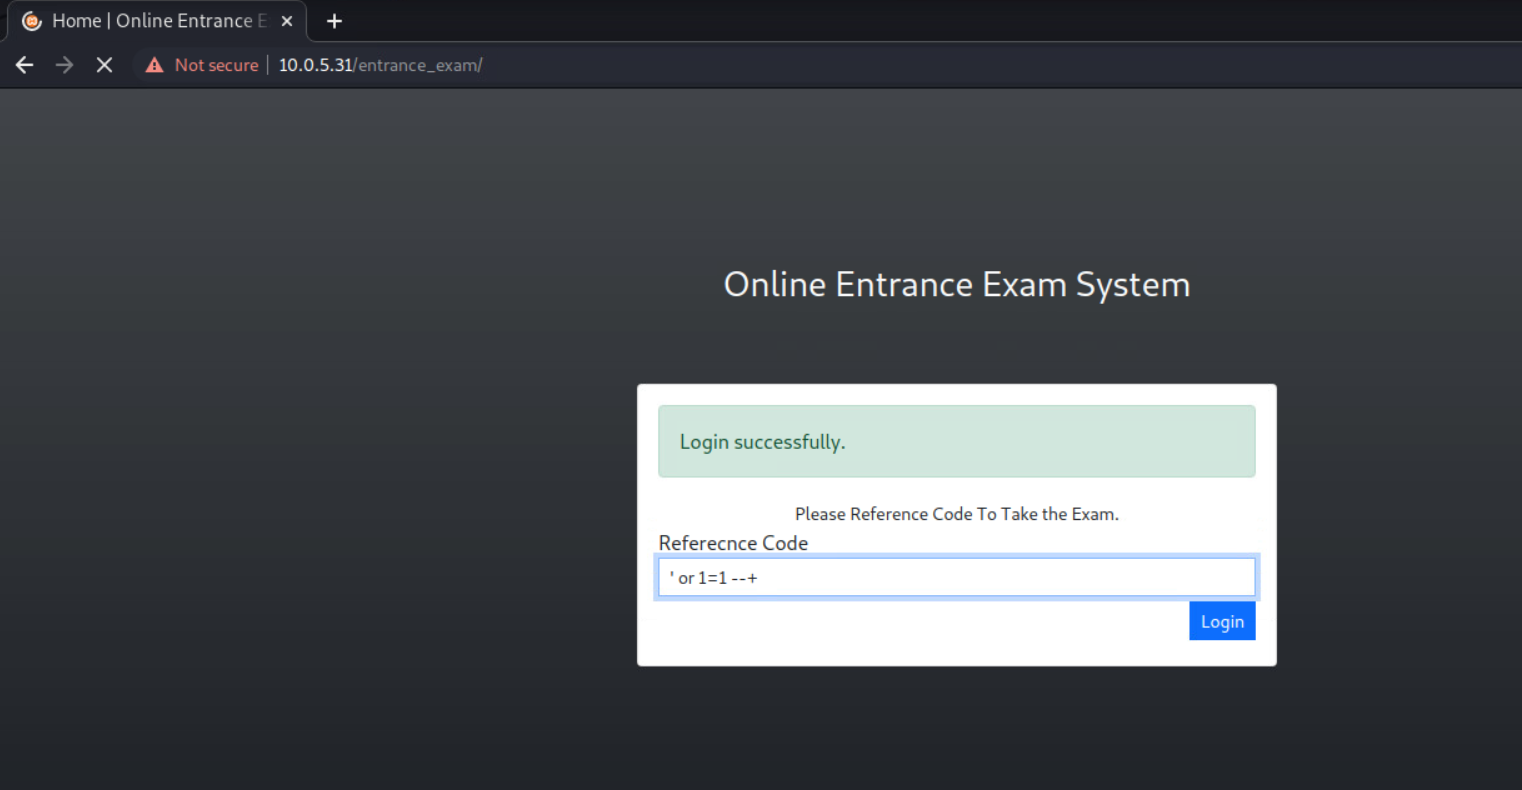 Home | Online Entrance E
Not secure | 10.0.5.31/entrance_exam/
Online Entrance Exam System
Login successfully.
Please Reference Code To Take the Exam.
Referecnce Code
' or 1=1 --+
Login